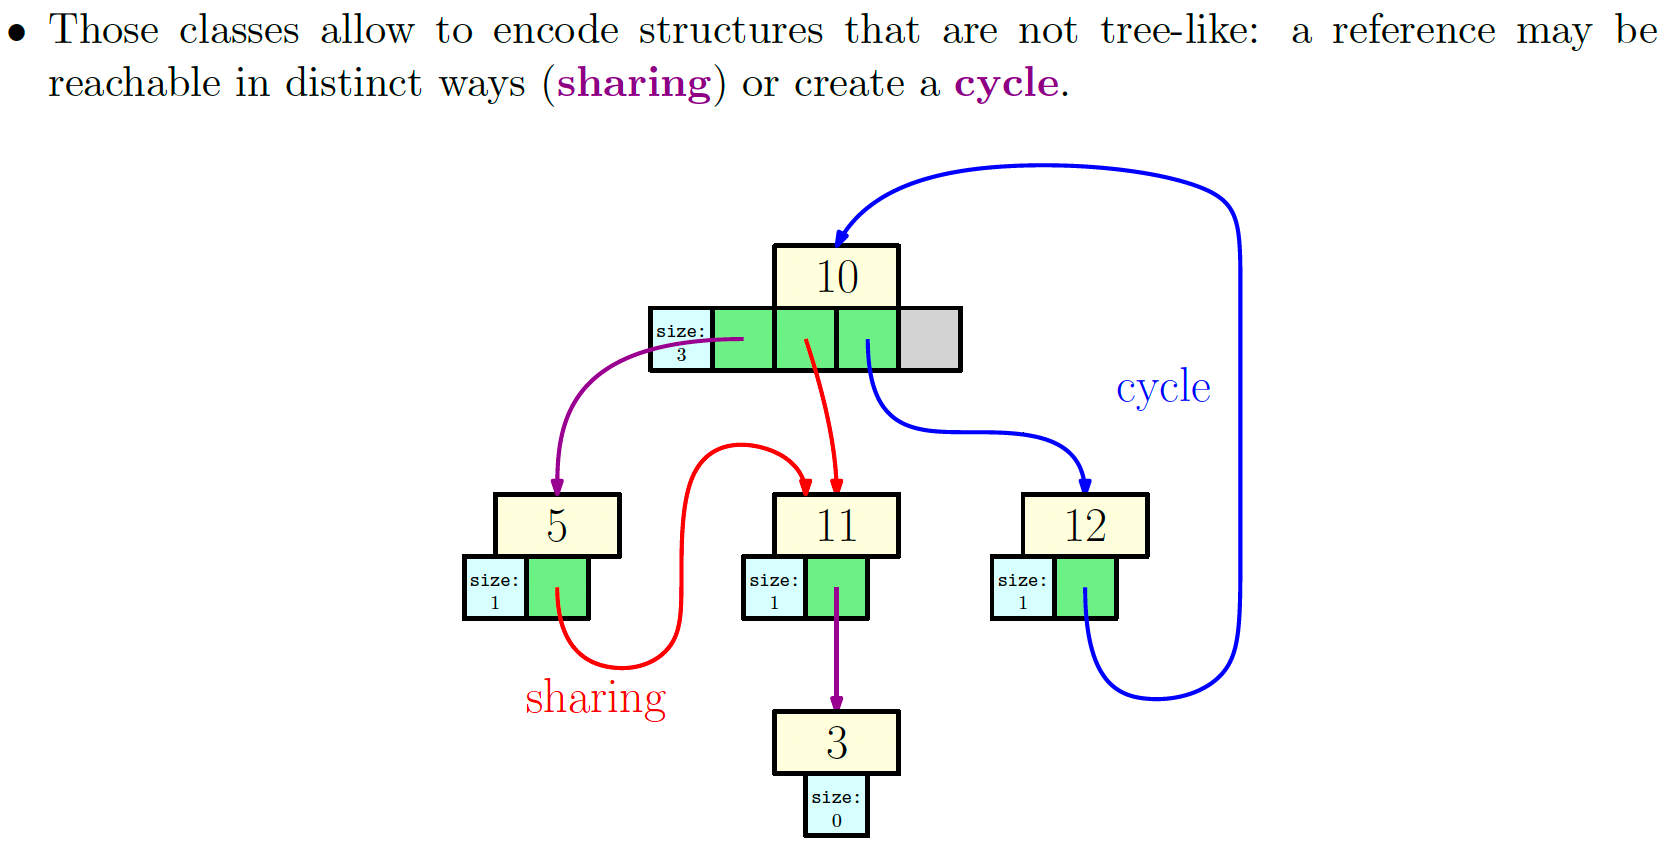 • Those classes allow to encode structures that are not tree-like: a reference may be
reachable in distinct ways (sharing) or create a cycle.
10
size:
3
cycle
5
11
12
size:
1
size:
1
size:
1
sharing
3
size:
0